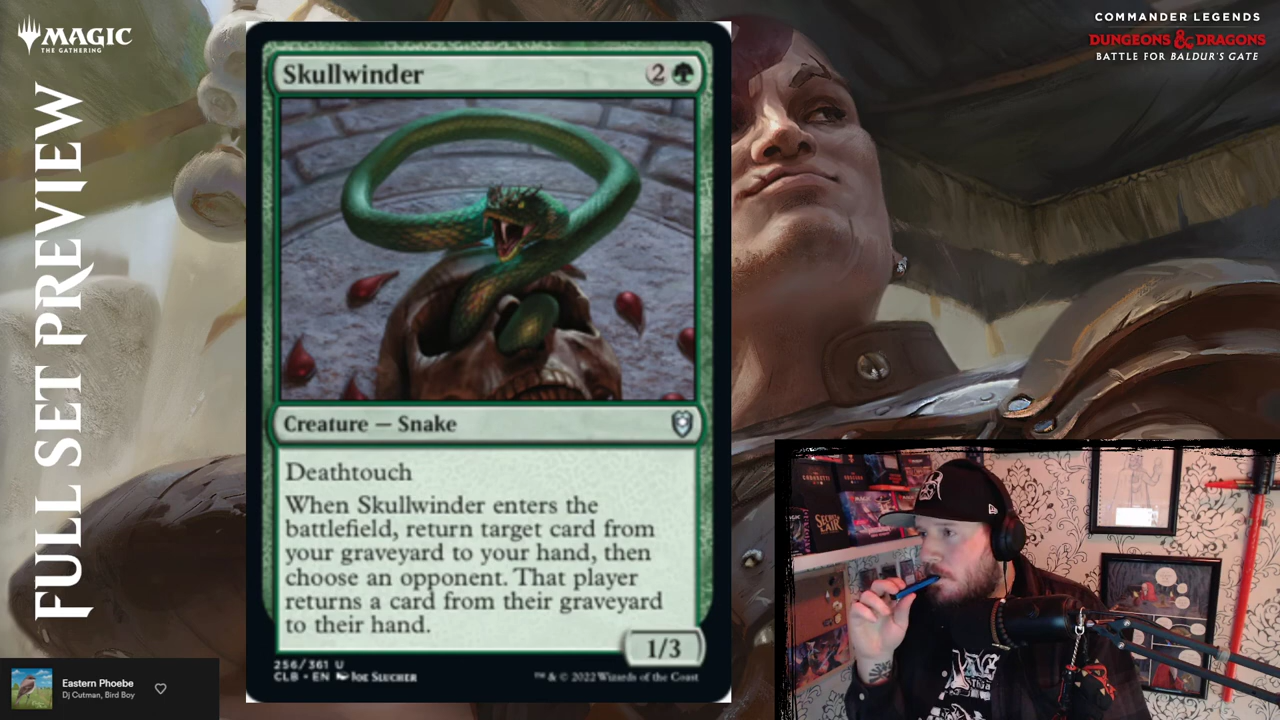 MAGIC
THE GATHERING
FULL SET PREVIEW
COMMANDER LEGENDS
DUNGEONS & DRAGONS
BATTLE FOR BALDUR'S GATE
Skullwinder 2
Creature — Snake
Deathtouch
When Skullwinder enters the
battlefield, return target card from
your graveyard to your hand, then
choose an opponent. That player
returns a card from their graveyard
to their hand.
1/3
256/361 U
CLB • EN Joe Slucher
™ & © 2022 Wizards of the Coast
Eastern Phoebe
Dj Cutman, Bird Boy
SECRET
LAIR